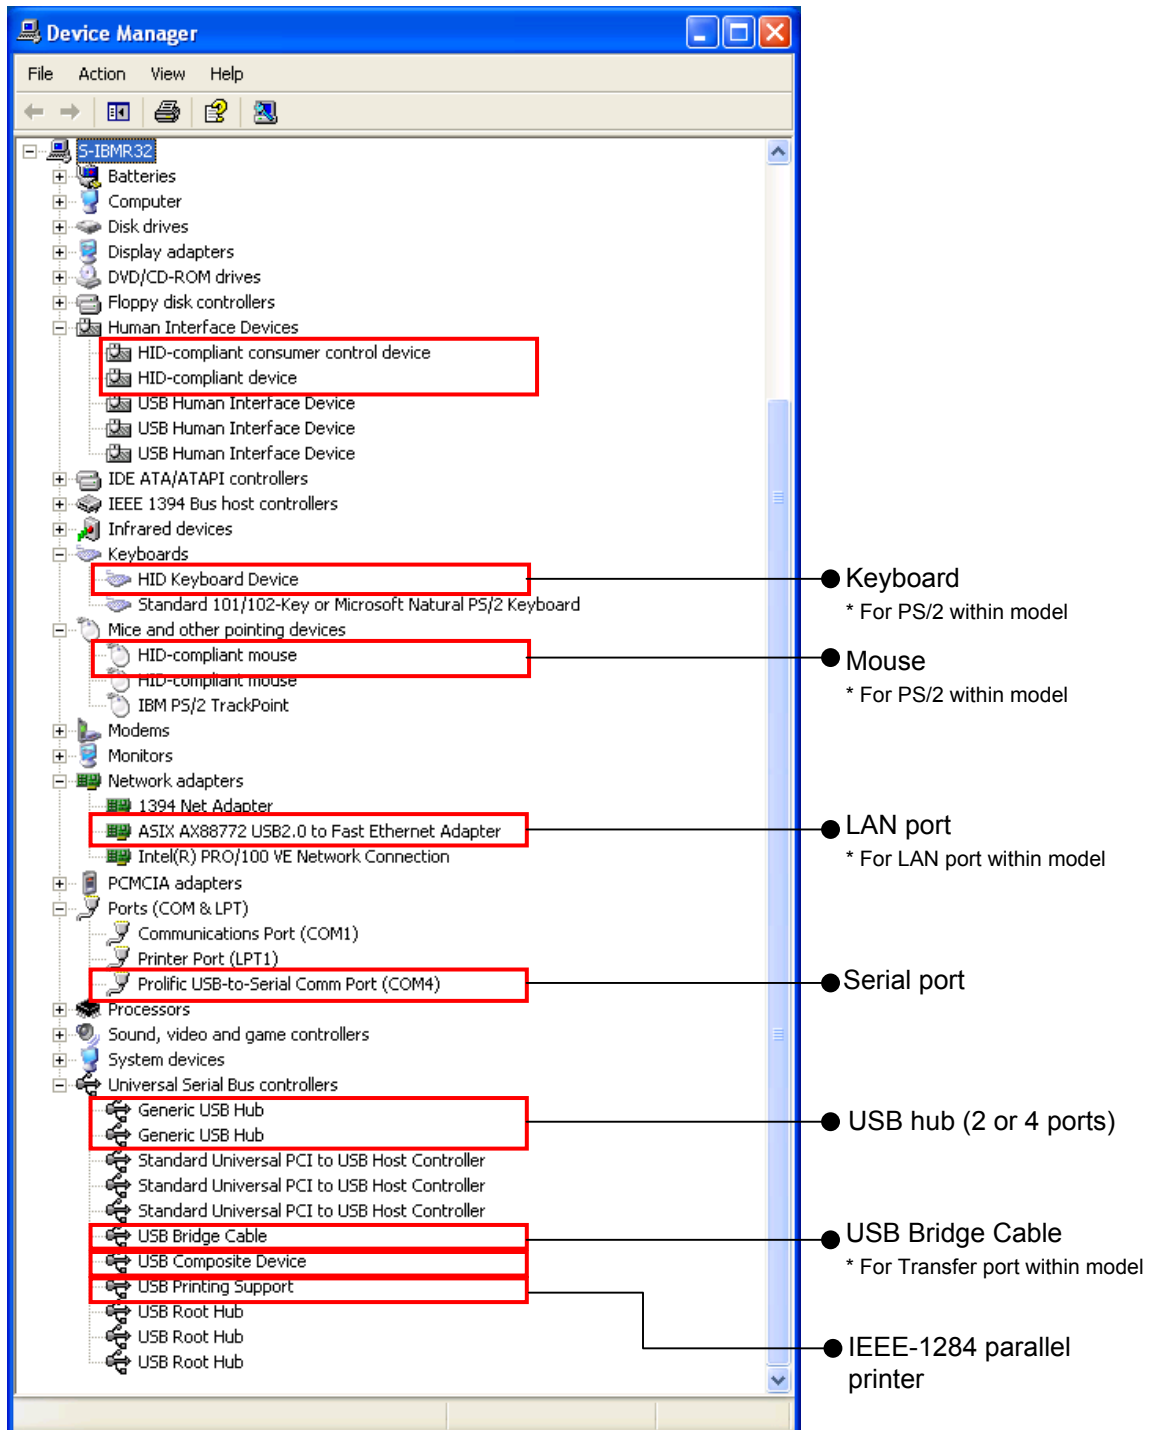 Device Manager
File Action View Help
S-IBMR32
Batteries
Computer
Disk drives
Display adapters
DVD/CD-ROM drives
Floppy disk controllers
Human Interface Devices
HID-compliant consumer control device
HID-compliant device
USB Human Interface Device
USB Human Interface Device
USB Human Interface Device
IDE ATA/ATAPI controllers
IEEE 1394 Bus host controllers
Infrared devices
Keyboards
HID Keyboard Device
Standard 101/102-Key or Microsoft Natural PS/2 Keyboard
Mice and other pointing devices
HID-compliant mouse
HID-compliant mouse
IBM PS/2 TrackPoint
Modems
Monitors
Network adapters
1394 Net Adapter
ASIX AX88772 USB2.0 to Fast Ethernet Adapter
Intel(R) PRO/100 VE Network Connection
PCMCIA adapters
Ports (COM & LPT)
Communications Port (COM1)
Printer Port (LPT1)
Prolific USB-to-Serial Comm Port (COM4)
Processors
Sound, video and game controllers
System devices
Universal Serial Bus controllers
Generic USB Hub
Generic USB Hub
Standard Universal PCI to USB Host Controller
Standard Universal PCI to USB Host Controller
Standard Universal PCI to USB Host Controller
USB Bridge Cable
USB Composite Device
USB Printing Support
USB Root Hub
USB Root Hub
USB Root Hub
Keyboard
* For PS/2 within model
Mouse
* For PS/2 within model
LAN port
* For LAN port within model
Serial port
USB hub (2 or 4 ports)
USB Bridge Cable
* For Transfer port within model
IEEE-1284 parallel
printer